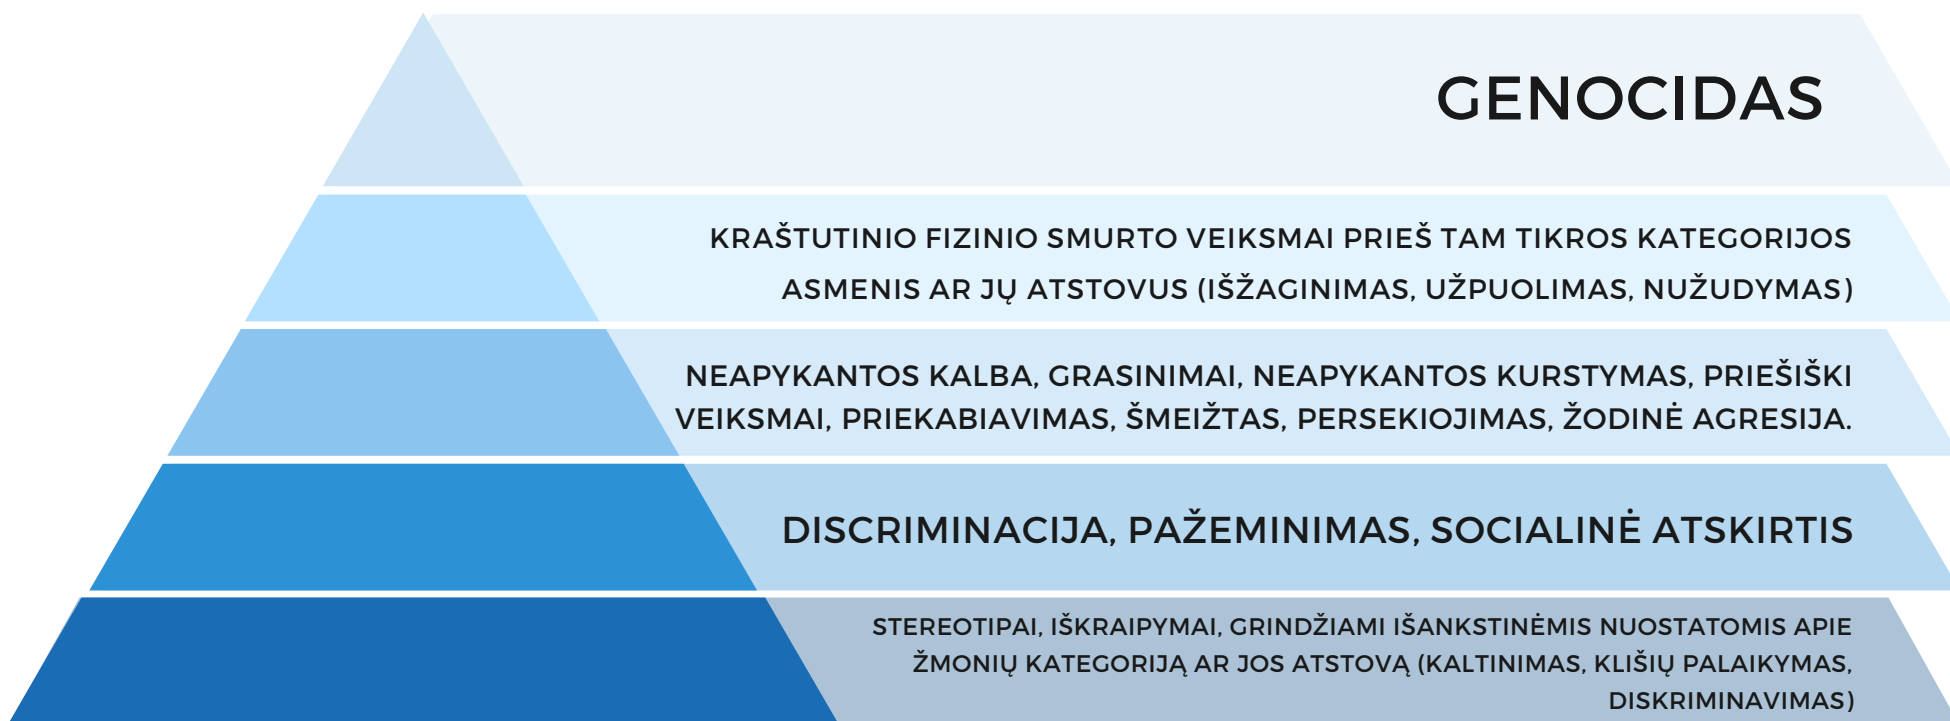 GENOCIDAS
KRAŠTUTINIO FIZINIO SMURTO VEIKSMAI PRIEŠ TAM TIKROS KATEGORIJOS
ASMENIS AR JŲ ATSTOVUS (IŠŽAGINIMAS, UŽPUOLIMAS, NUŽUDYMAS)
NEAPYKANTOS KALBA, GRASINIMAI, NEAPYKANTOS KURSTYMAS, PRIEŠIŠKI
VEIKSMAI, PRIEKABIAVIMAS, ŠMEIŽTAS, PERSEKIOJIMAS, ŽODINĖ AGRESIJA.
DISCRIMINACIJA, PAŽEMINIMAS, SOCIALINĖ ATSKIRTIS
STEREOTIPAI, IŠKRAIPYMAI, GRINDŽIAMI IŠANKSTINĖMIS NUOSTATOMIS APIE
ŽMONIŲ KATEGORIJĄ AR JOS ATSTOVĄ (KALTINIMAS, KLIŠIŲ PALAIKYMAS,
DISKRIMINAVIMAS)